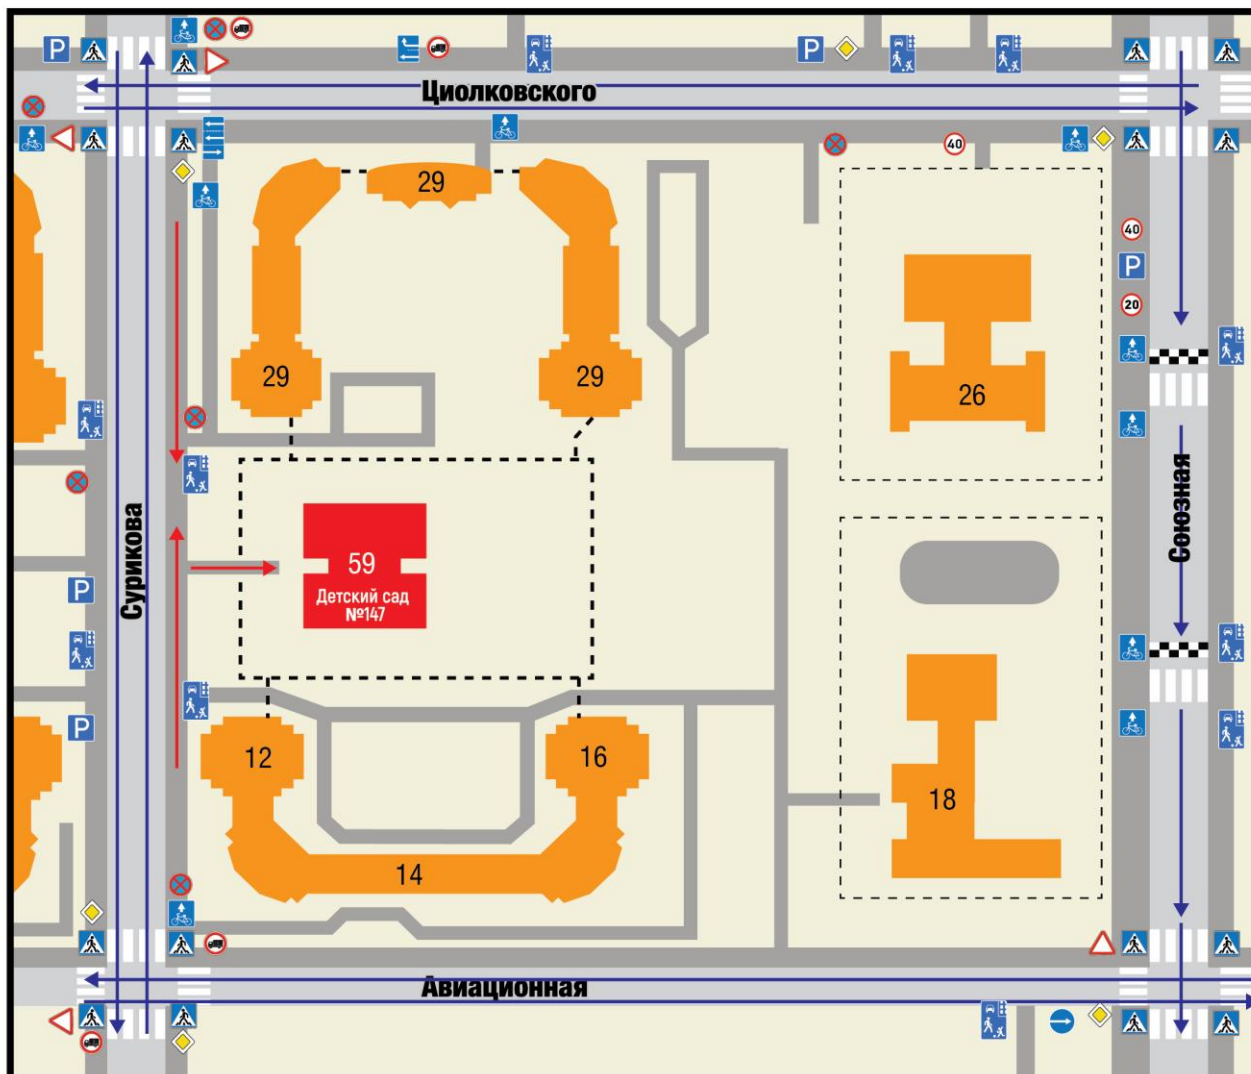 P
P
Циолковского
40
29
40
P
20
29
29
26
Сурикова
Союзная
59
Детский сад
№147
P
P
12
16
18
14
Авиационная